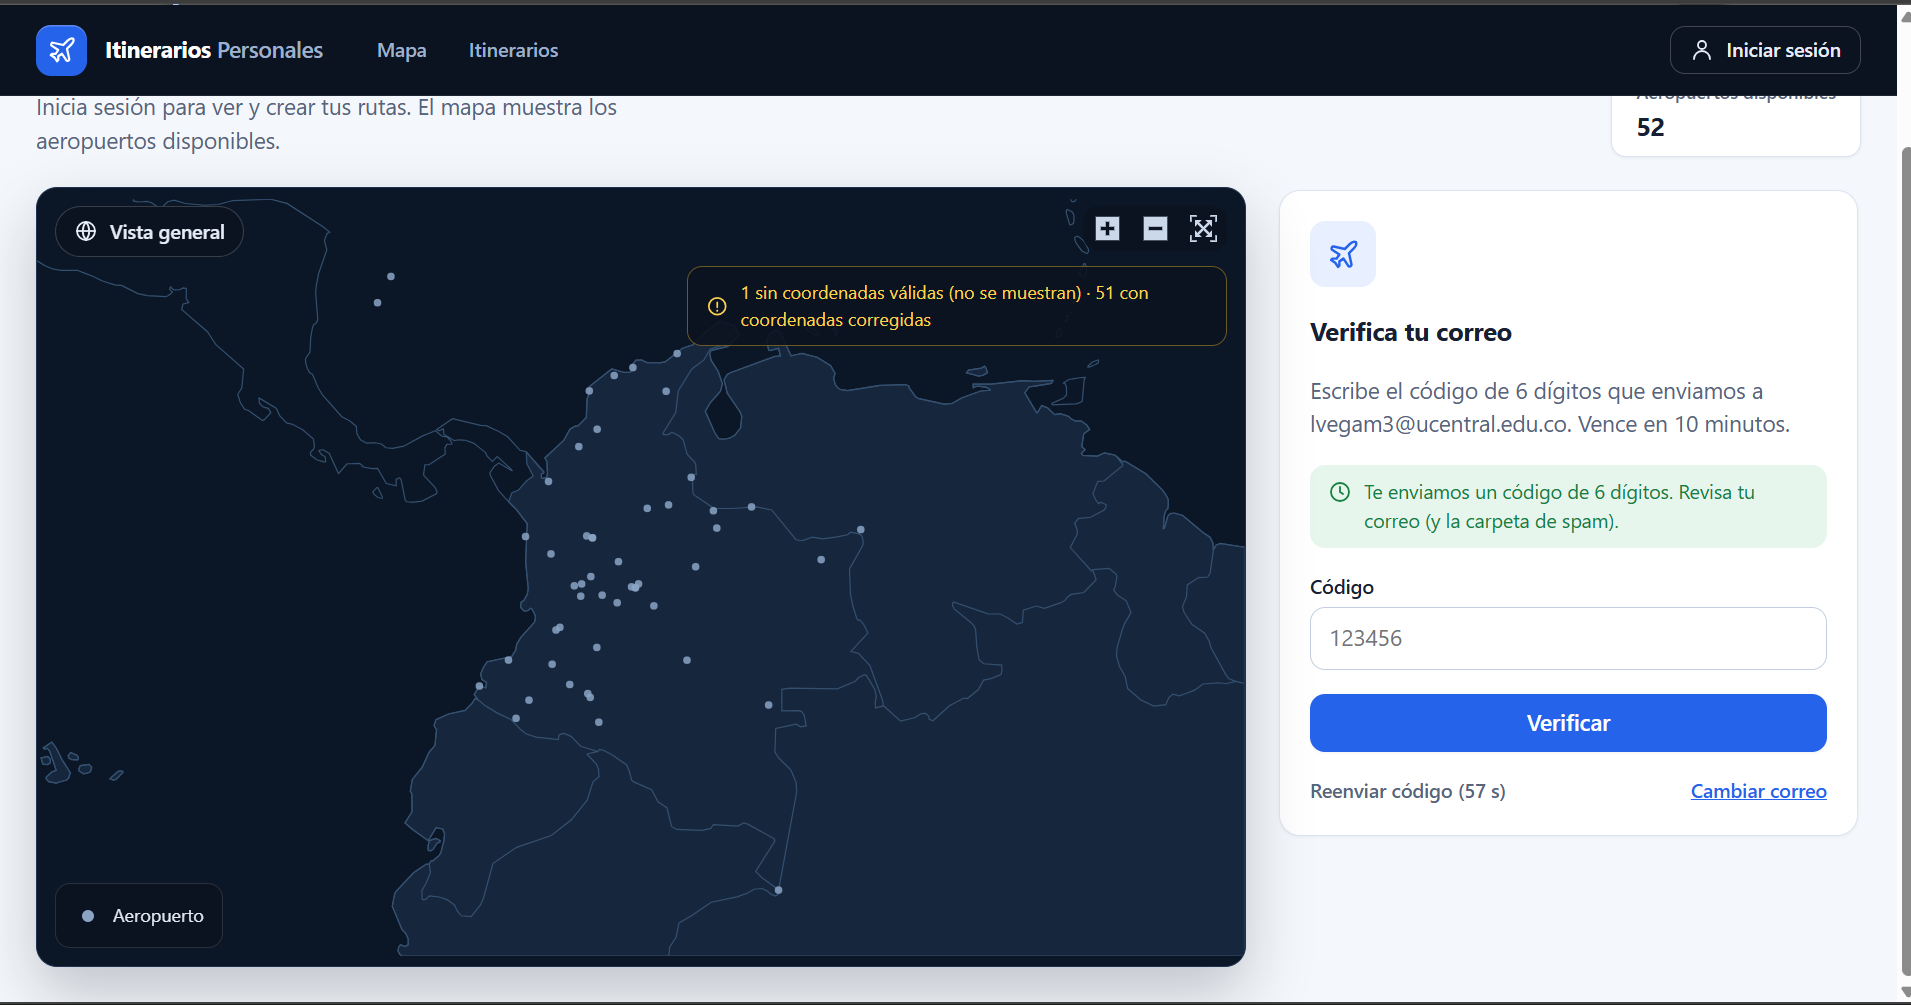 Itinerarios Personales
Mapa
Itinerarios
Iniciar sesión
Inicia sesión para ver y crear tus rutas. El mapa muestra los
aeropuertos disponibles.
Aeropuertos disponibles
52
Vista general
1 sin coordenadas válidas (no se muestran) · 51 con
coordenadas corregidas
Aeropuerto
Verifica tu correo
Escribe el código de 6 dígitos que enviamos a
lvegam3@ucentral.edu.co. Vence en 10 minutos.
Te enviamos un código de 6 dígitos. Revisa tu
correo (y la carpeta de spam).
Código
123456
Verificar
Reenviar código (57 s)
Cambiar correo